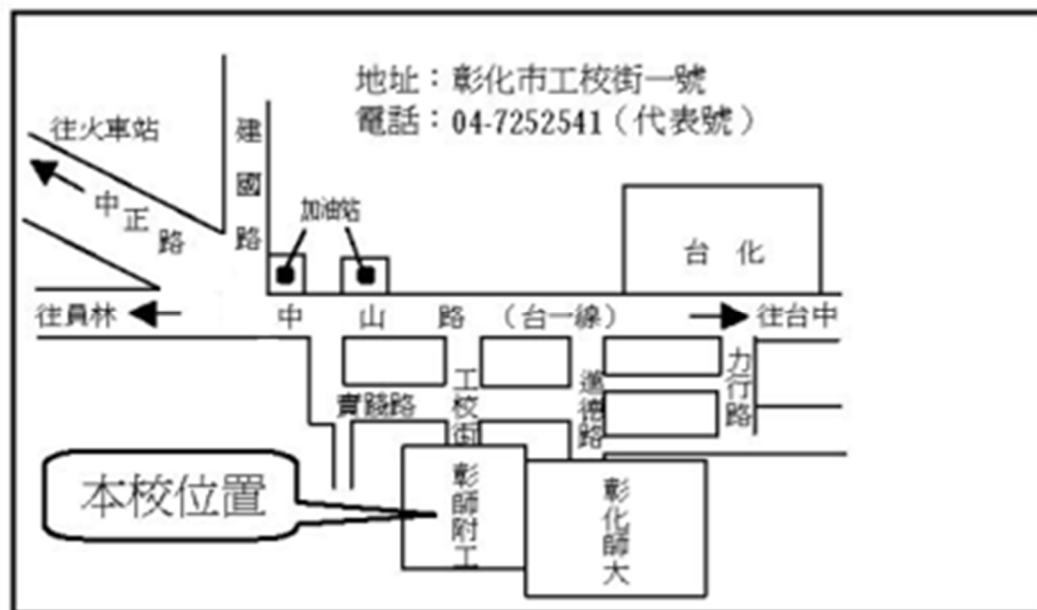 地址：彰化市工校街一號
電話：04-7252541（代表號）
往火車站
建國路
中正路
加油站
台化
往員林
中山路（台一線）
往台中
力行路
工校街
進德路
實踐路
本校位置
彰師附工
彰化師大